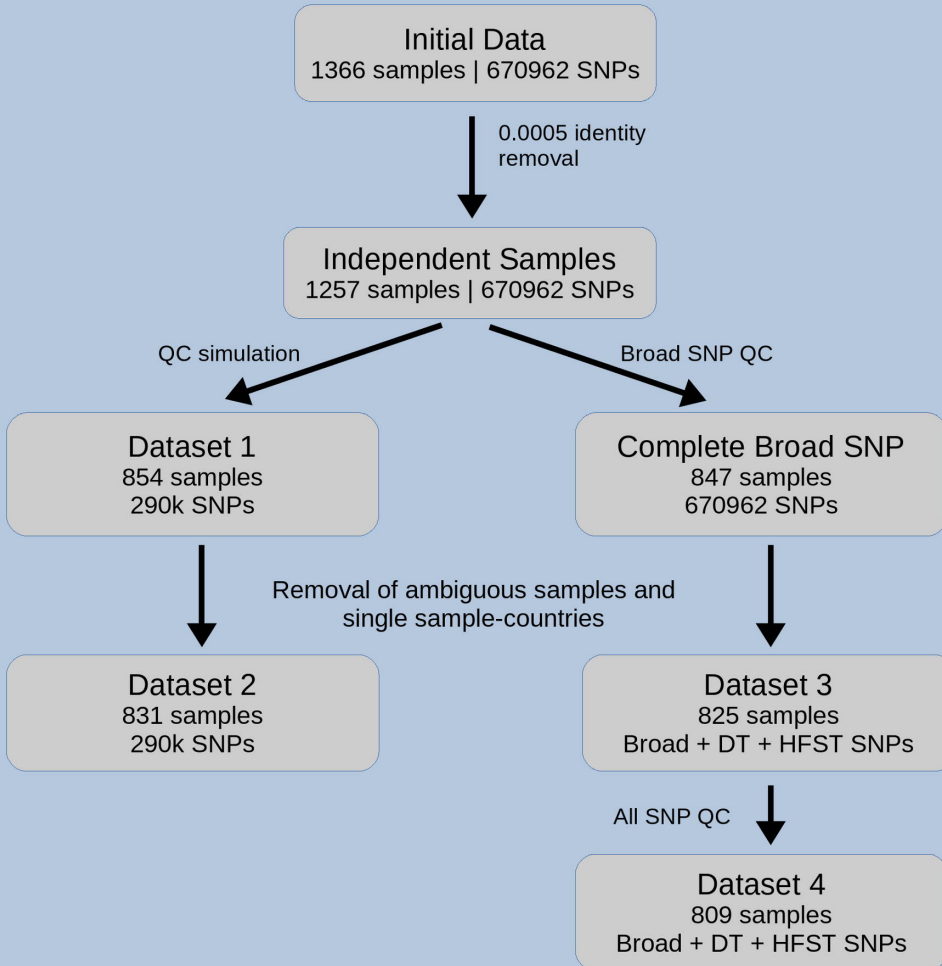 Initial Data
1366 samples | 670962 SNPs
0.0005 identity
removal
Independent Samples
1257 samples | 670962 SNPs
QC simulation
Broad SNP QC
Dataset 1
854 samples
290k SNPs
Complete Broad SNP
847 samples
670962 SNPs
Removal of ambiguous samples and
single sample-countries
Dataset 2
831 samples
290k SNPs
Dataset 3
825 samples
Broad + DT + HFST SNPs
All SNP QC
Dataset 4
809 samples
Broad + DT + HFST SNPs